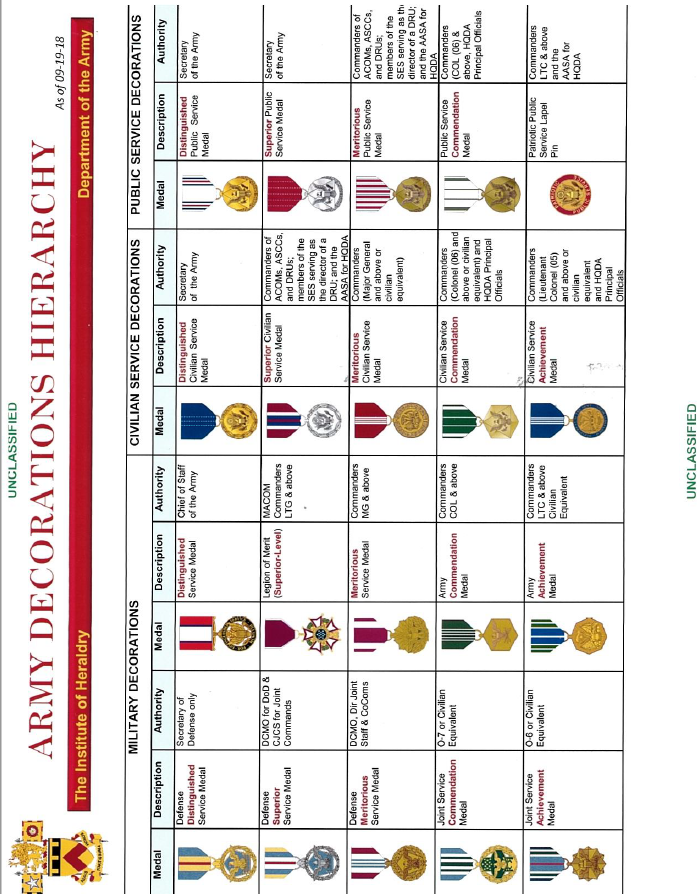 UNCLASSIFIED
ARMY DECORATIONS HIERARCHY
As of 09-19-18
The Institute of Heraldry
Department of the Army
MILITARY DECORATIONS
CIVILIAN SERVICE DECORATIONS
PUBLIC SERVICE DECORATIONS
Medal
Description
Authority
Medal
Description
Authority
Medal
Description
Authority
Medal
Description
Authority
Defense
Distinguished
Service Medal
Secretary of
Defense only
Distinguished
Service Medal
Chief of Staff
of the Army
Distinguished
Civilian Service
Medal
Secretary
of the Army
Distinguished
Public Service
Medal
Secretary
of the Army
Defense
Superior
Service Medal
DCMO for DoD &
CJCS for Joint
Commands
Legion of Merit
(Superior-Level)
MACOM
Commanders
LTG & above
Superior Civilian
Service Medal
Commanders of
ACOMs, ASCCs,
and DRUs;
members of the
SES serving as
the director of a
DRU; and the
AASA for HQDA
Superior Public
Service Medal
Secretary
of the Army
Defense
Meritorious
Service Medal
DCMO, Dir Joint
Staff & CoComs
Meritorious
Service Medal
Commanders
MG & above
Meritorious
Civilian Service
Medal
Commanders
(Major General
and above or
civilian
equivalent)
Meritorious
Public Service
Medal
Commanders of
ACOMs, ASCCs,
and DRUs;
members of the
SES serving as th
director of a DRU;
and the AASA for
HQDA
Joint Service
Commendation
Medal
O-7 or Civilian
Equivalent
Army
Commendation
Medal
Commanders
COL & above
Civilian Service
Commendation
Medal
Commanders
(Colonel (06) and
above or civilian
equivalent) and
HQDA Principal
Officials
Public Service
Commendation
Medal
Commanders
(COL (06) &
above, HQDA
Principal Officials
Joint Service
Achievement
Medal
O-6 or Civilian
Equivalent
Army
Achievement
Medal
Commanders
LTC & above
Civilian
Equivalent
Civilian Service
Achievement
Medal
Commanders
(Lieutenant
Colonel (05)
and above or
civilian
equivalent
and HQDA
Principal
Officials
Patriotic Public
Service Lapel
Pin
Commanders
LTC & above
and the
AASA for
HQDA
UNCLASSIFIED